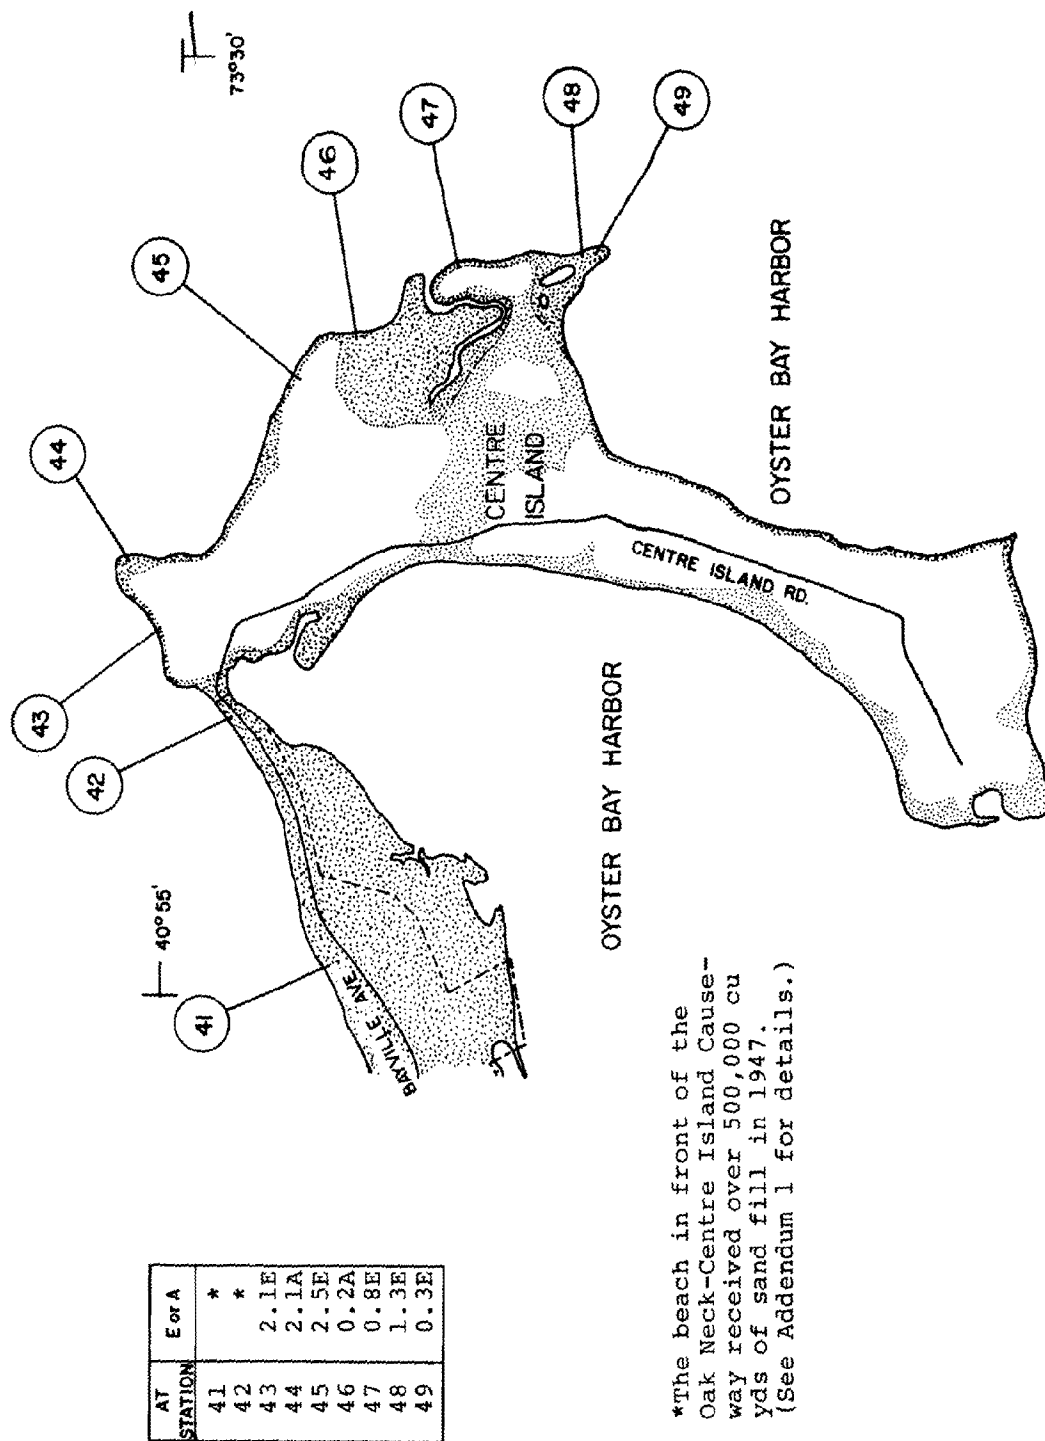 73°30'
40°55'
41
42
43
44
45
46
47
48
49
BAYVILLE AVE.
CENTRE
ISLAND
CENTRE ISLAND RD.
OYSTER BAY HARBOR
OYSTER BAY HARBOR
AT STATION E or A
41 *
42 *
43 2.1E
44 2.1A
45 2.5E
46 0.2A
47 0.8E
48 1.3E
49 0.3E
*The beach in front of the
Oak Neck-Centre Island Cause-
way received over 500,000 cu
yds of sand fill in 1947.
(See Addendum 1 for details.)